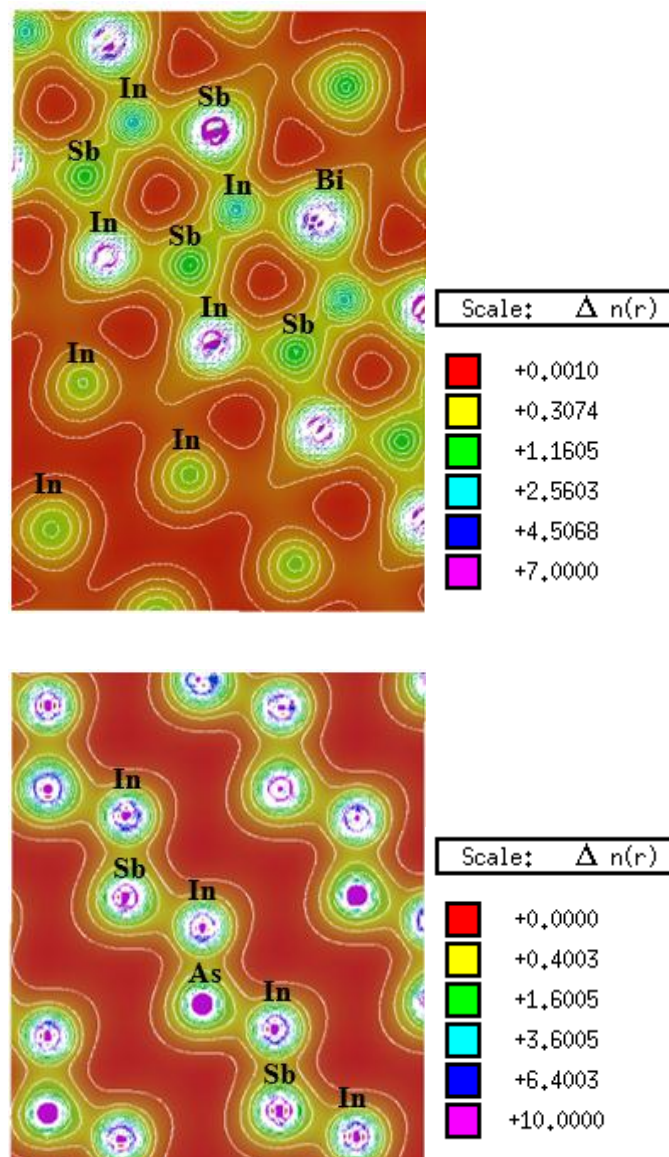 In
Sb
Sb
In
Bi
In
Sb
In
Sb
In
In
In
Scale: Δ n(r)
+0.0010
+0.3074
+1.1605
+2.5603
+4.5068
+7.0000
In
Sb
In
As
In
Sb
In
Scale: Δ n(r)
+0.0000
+0.4003
+1.6005
+3.6005
+6.4003
+10.0000